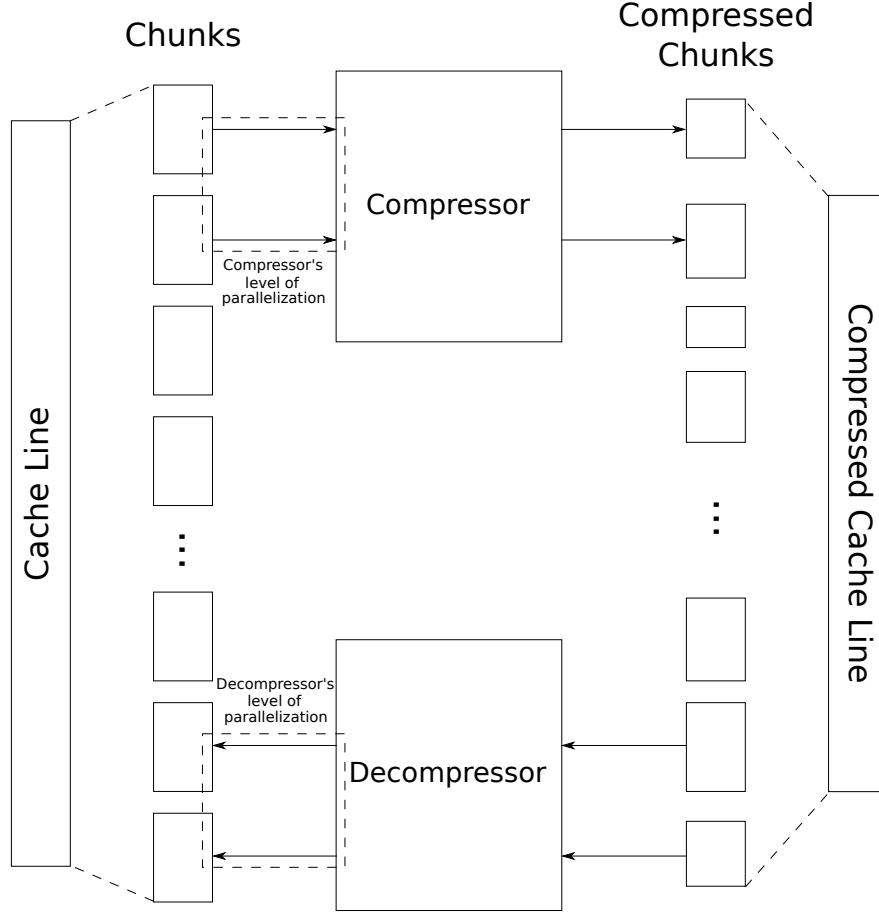 Chunks
Compressed
Chunks
Compressor
Compressor's
level of
parallelization
Cache Line
...
...
Compressed Cache Line
Decompressor's
level of
parallelization
Decompressor